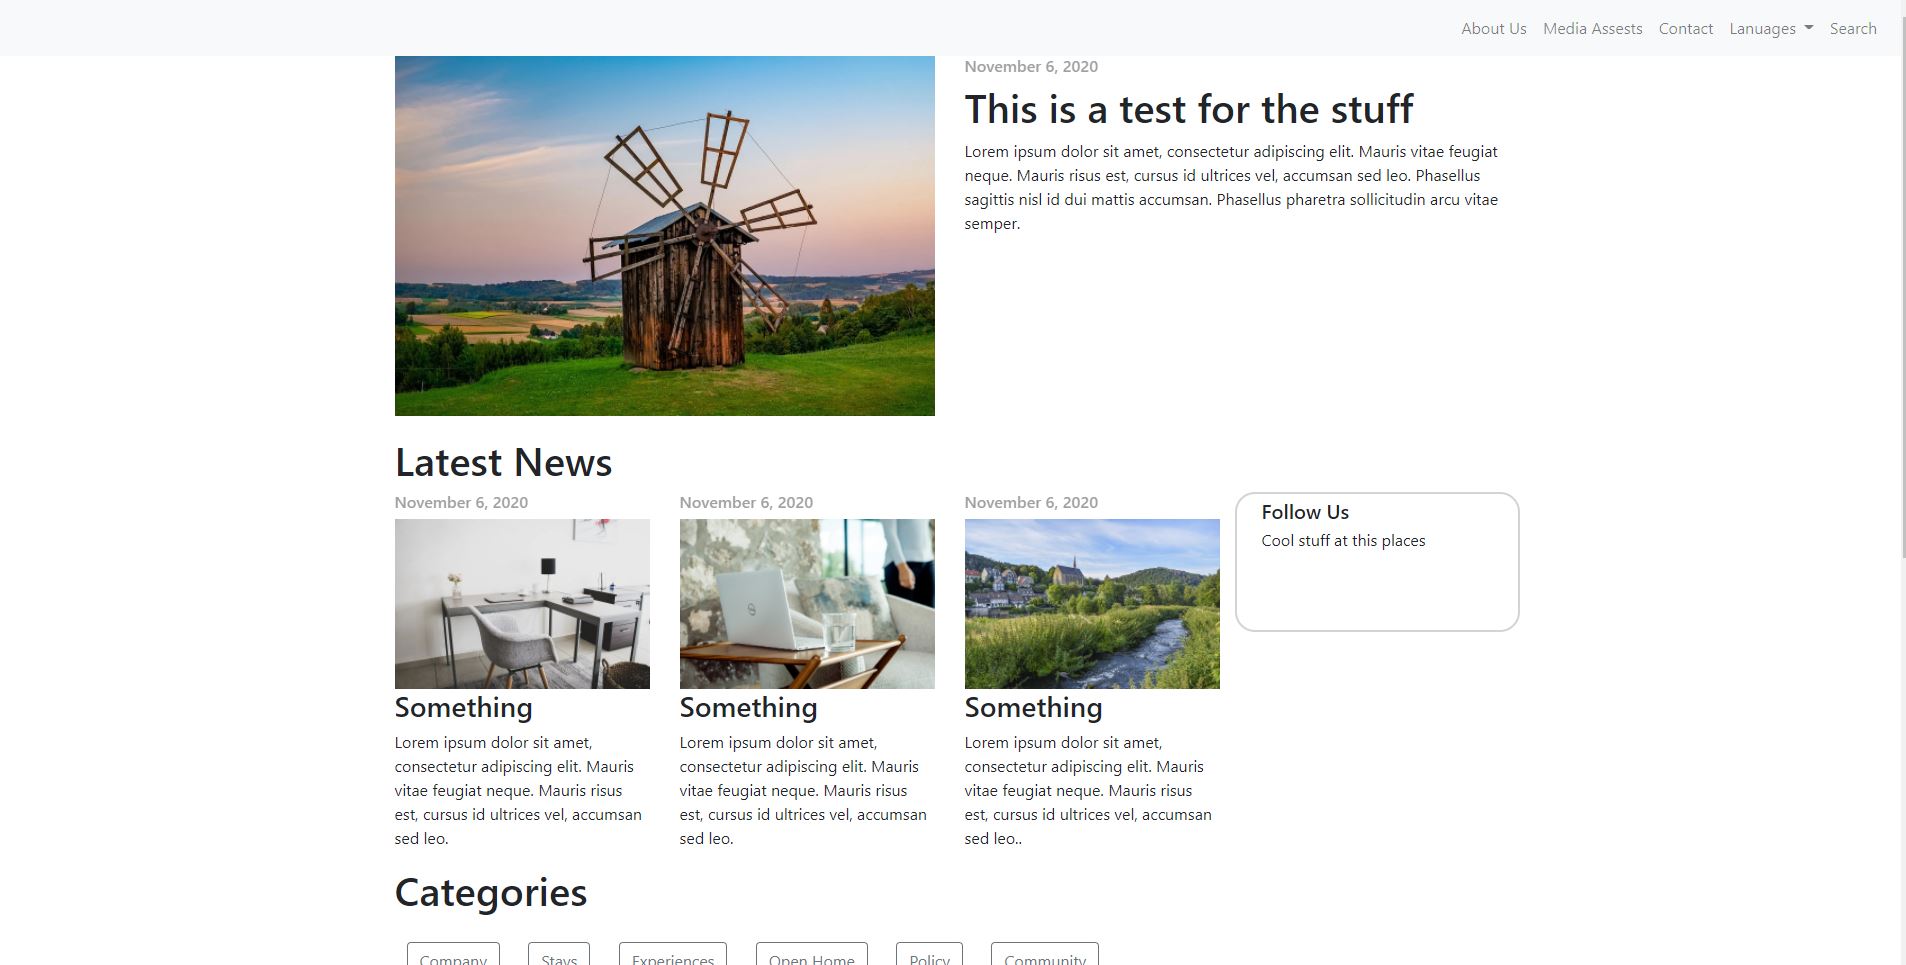 About Us Media Assests Contact Lanuages Search
November 6, 2020
This is a test for the stuff
Lorem ipsum dolor sit amet, consectetur adipiscing elit. Mauris vitae feugiat
neque. Mauris risus est, cursus id ultrices vel, accumsan sed leo. Phasellus
sagittis nisl id dui mattis accumsan. Phasellus pharetra sollicitudin arcu vitae
semper.
Latest News
November 6, 2020
Something
Lorem ipsum dolor sit amet,
consectetur adipiscing elit. Mauris
vitae feugiat neque. Mauris risus
est, cursus id ultrices vel, accumsan
sed leo.
November 6, 2020
Something
Lorem ipsum dolor sit amet,
consectetur adipiscing elit. Mauris
vitae feugiat neque. Mauris risus
est, cursus id ultrices vel, accumsan
sed leo.
November 6, 2020
Something
Lorem ipsum dolor sit amet,
consectetur adipiscing elit. Mauris
vitae feugiat neque. Mauris risus
est, cursus id ultrices vel, accumsan
sed leo..
Follow Us
Cool stuff at this places
Categories
Company Stays Experiences Open Home Policy Community